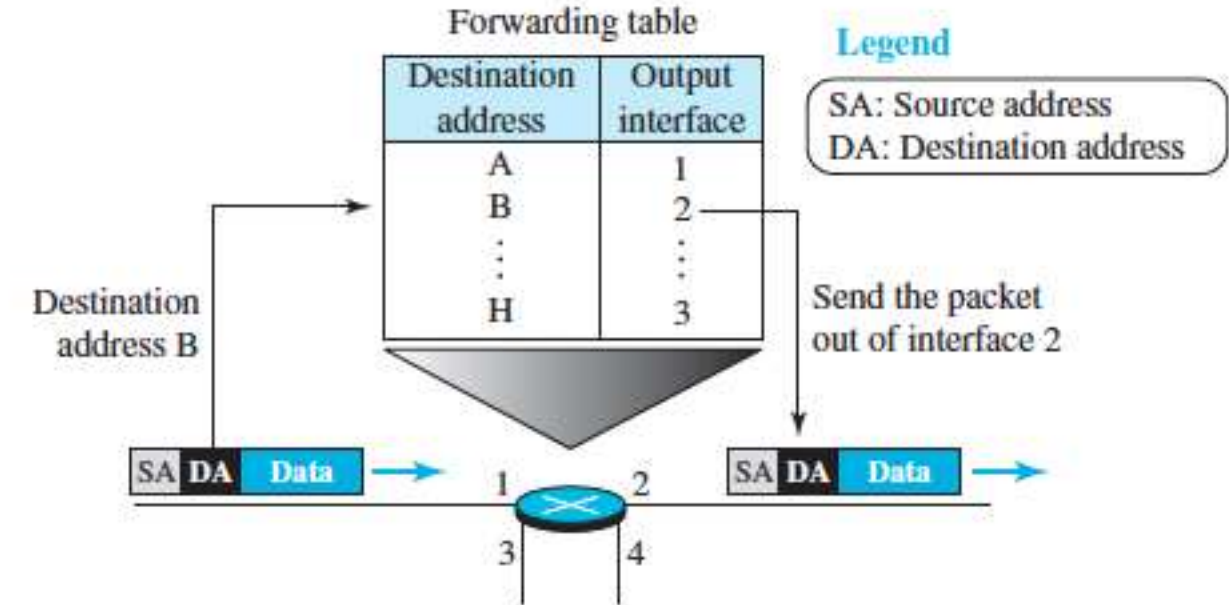 Forwarding table
Legend
Destination address
Output interface
SA: Source address
DA: Destination address
A 1
B 2
H 3
Destination
address B
Send the packet
out of interface 2
SA DA Data
SA DA Data
1 2
3 4